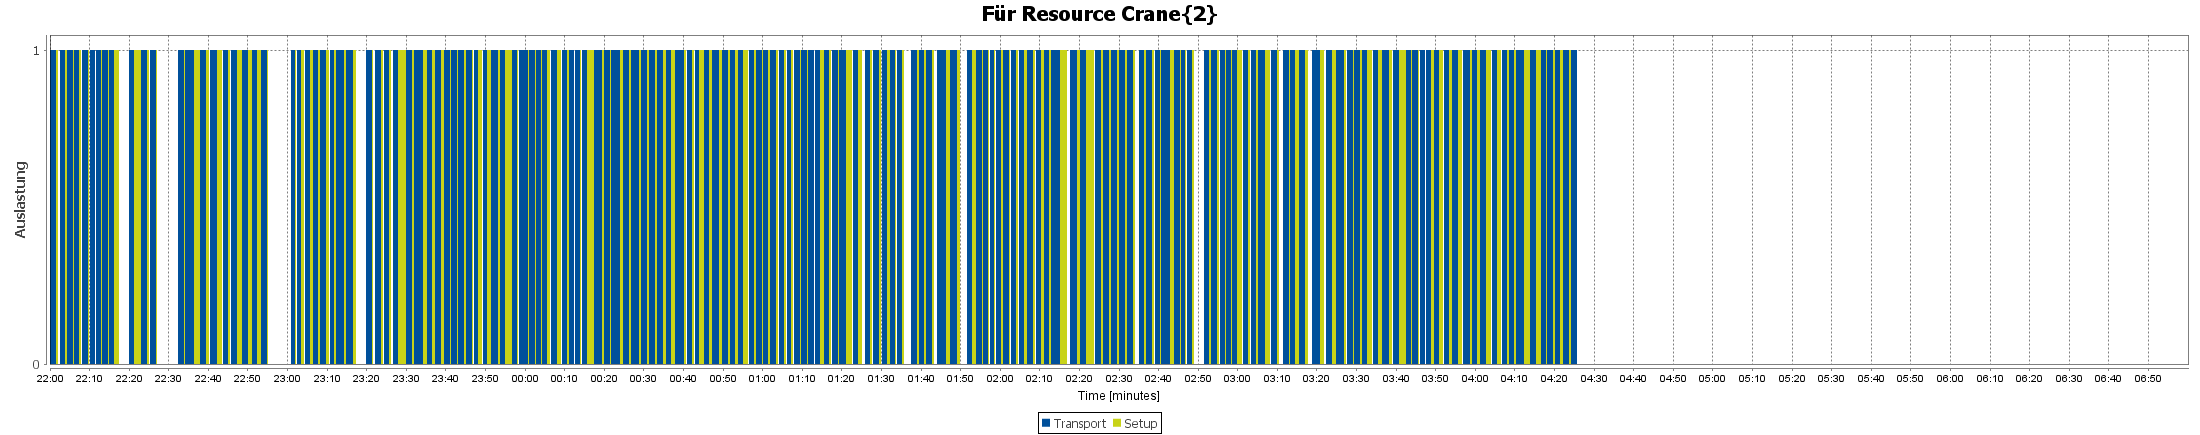 Für Resource Crane{2}
1
Auslastung
0
22:00 22:10 22:20 22:30 22:40 22:50 23:00 23:10 23:20 23:30 23:40 23:50 00:00 00:10 00:20 00:30 00:40 00:50 01:00 01:10 01:20 01:30 01:40 01:50 02:00 02:10 02:20 02:30 02:40 02:50 03:00 03:10 03:20 03:30 03:40 03:50 04:00 04:10 04:20 04:30 04:40 04:50 05:00 05:10 05:20 05:30 05:40 05:50 06:00 06:10 06:20 06:30 06:40 06:50
Time [minutes]
Transport Setup